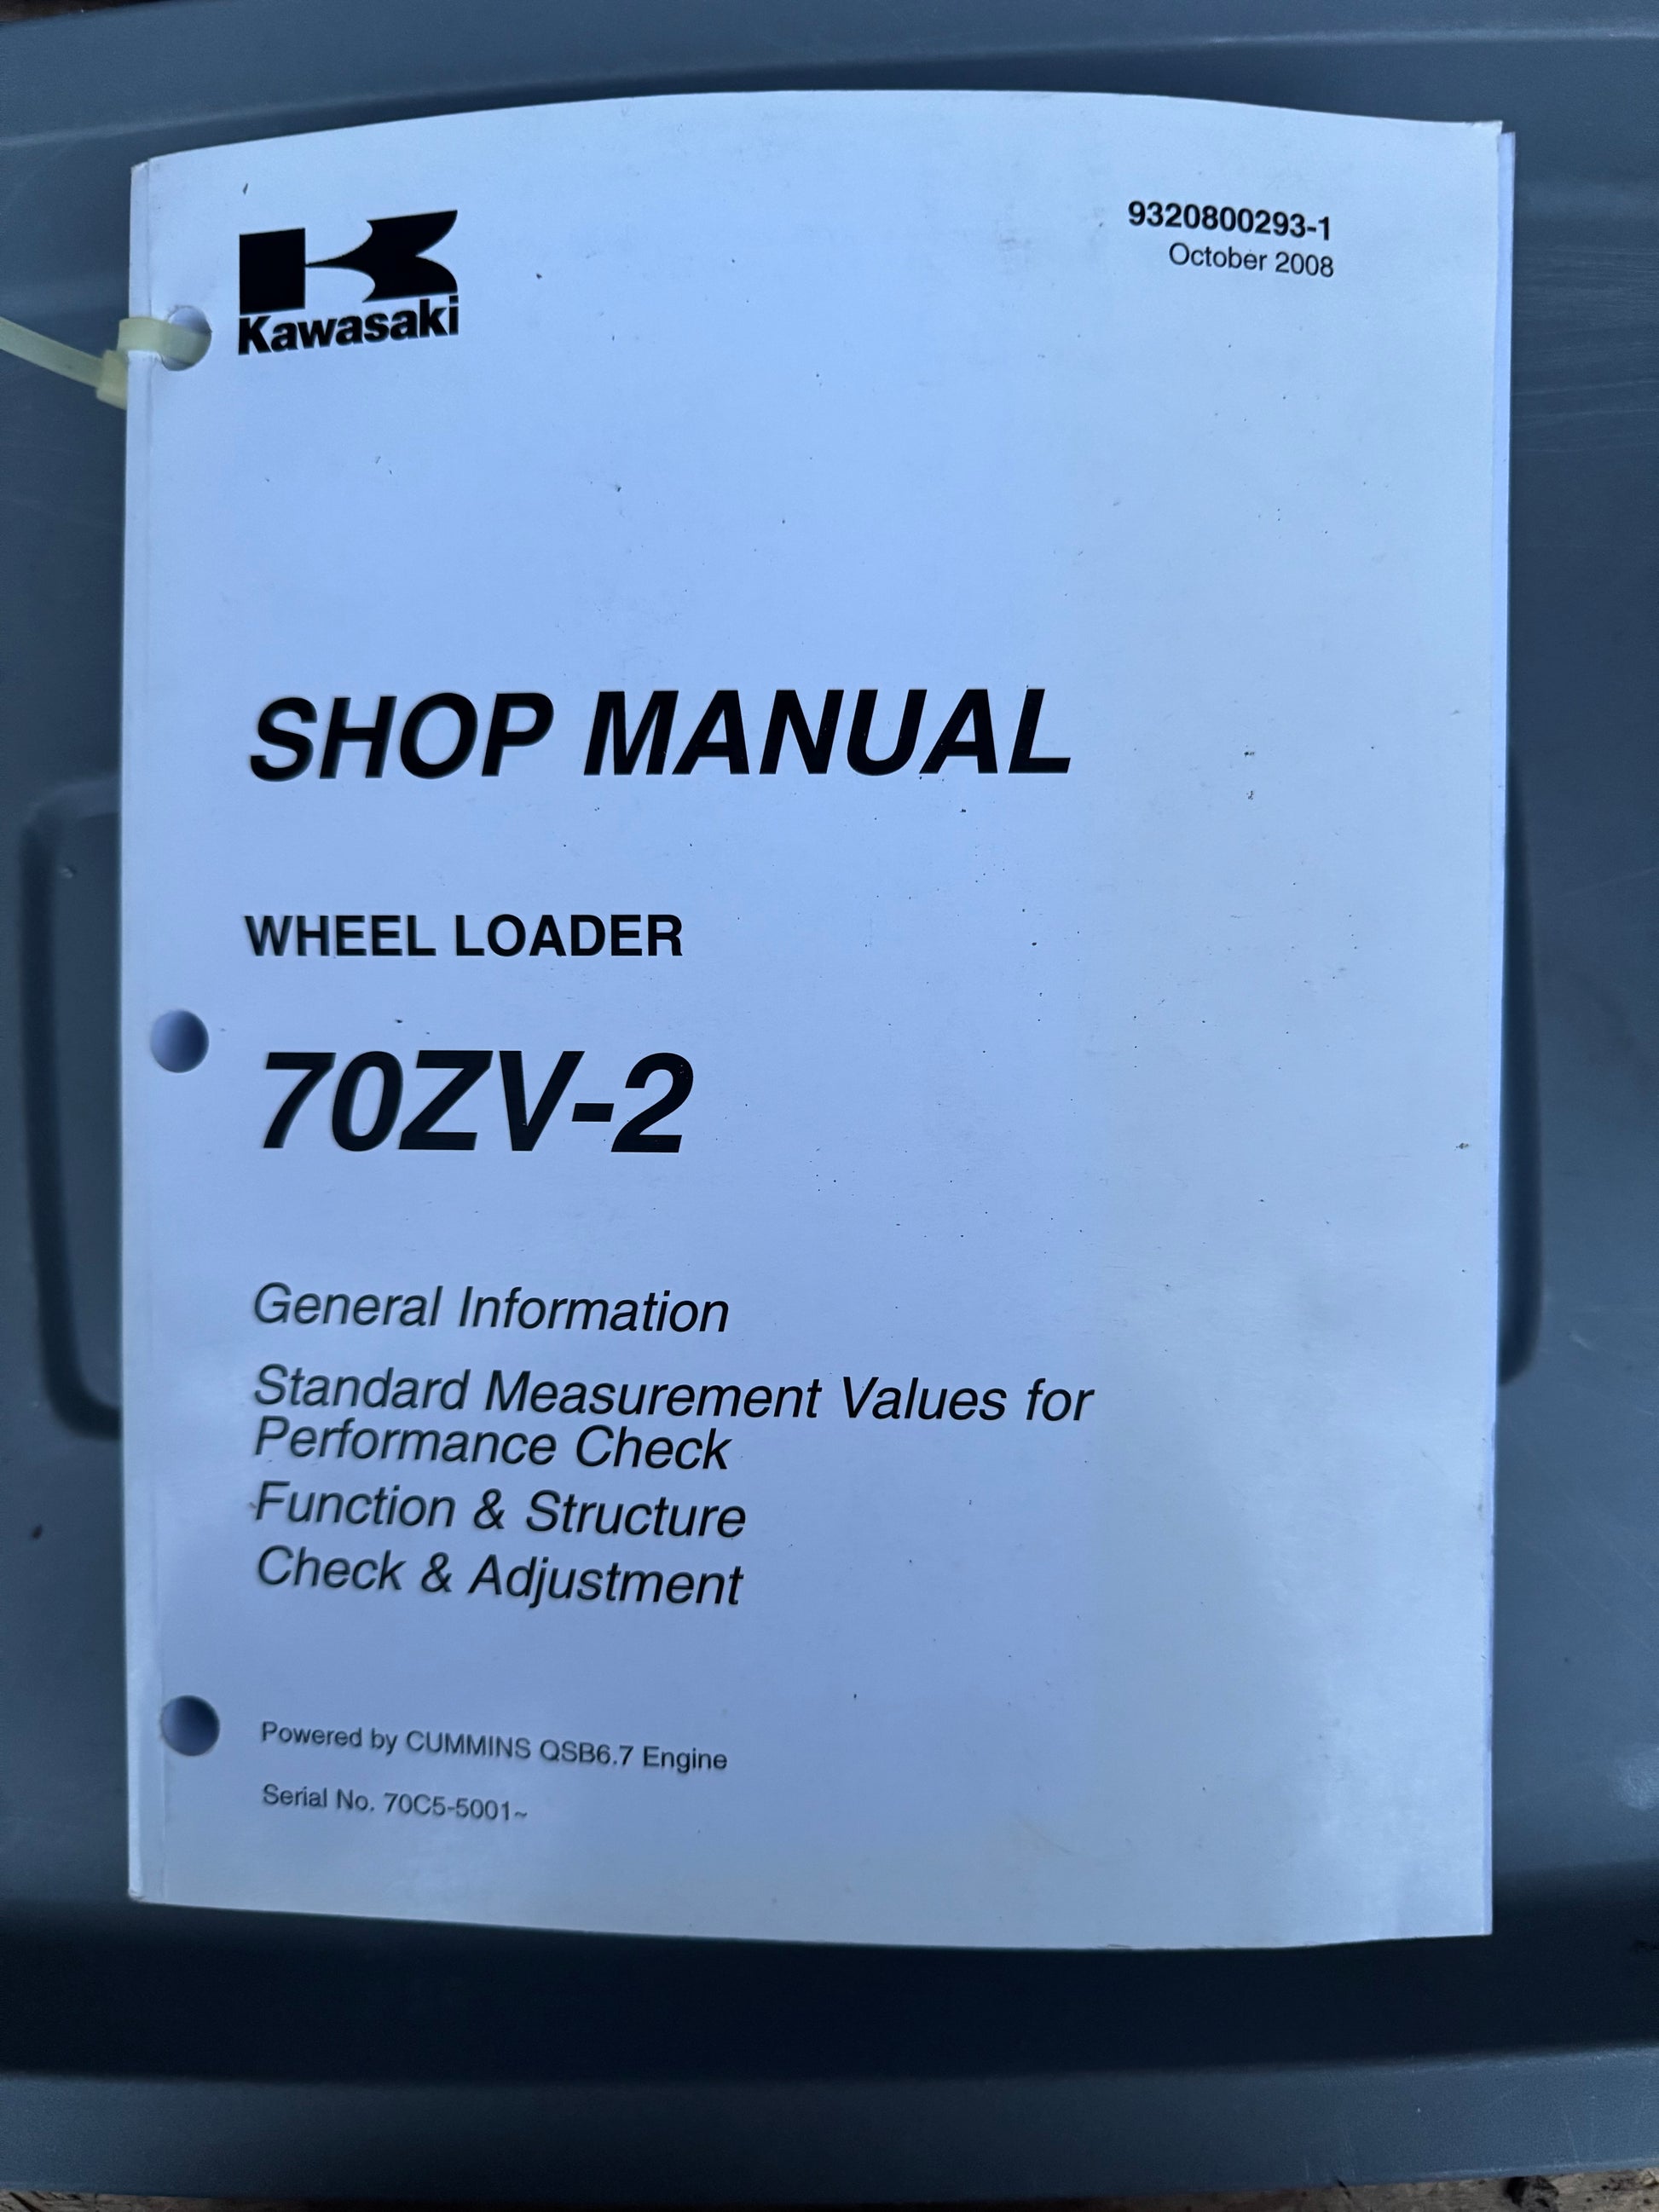 Kawasaki
9320800293-1
October 2008
SHOP MANUAL
WHEEL LOADER
70ZV-2
General Information
Standard Measurement Values for
Performance Check
Function & Structure
Check & Adjustment
Powered by CUMMINS QSB6.7 Engine
Serial No. 70C5-5001~